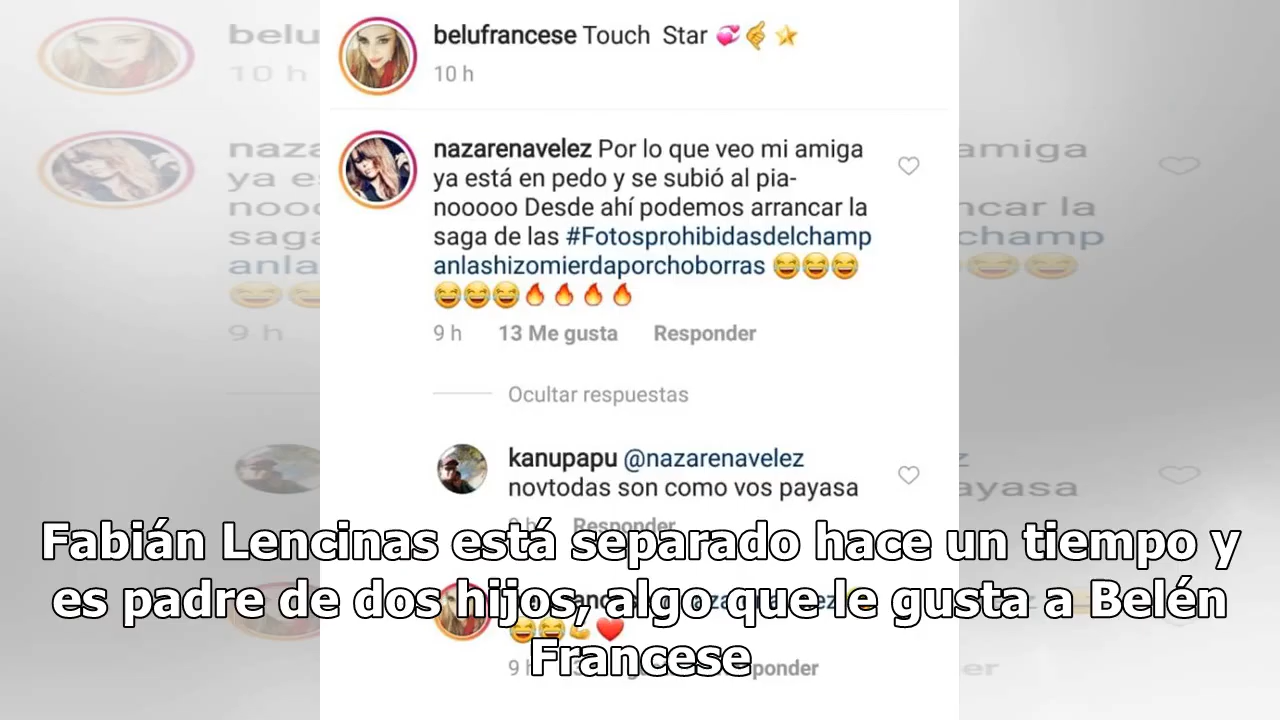 belufrancese Touch Star 💞🤙⭐
10 h
nazarenavelez Por lo que veo mi amiga
ya está en pedo y se subió al pia-
nooooo Desde ahí podemos arrancar la
saga de las #Fotosprohibidasdelchamp
anlashizomierdaporchoborras 😂😂😂
😂😂😂🔥🔥🔥🔥
9 h 13 Me gusta Responder
Ocultar respuestas
kanupapu @nazarenavelez
novtodas son como vos payasa
9 h Responder
Fabián Lencinas está separado hace un tiempo y
es padre de dos hijos, algo que le gusta a Belén
Francese
9 h